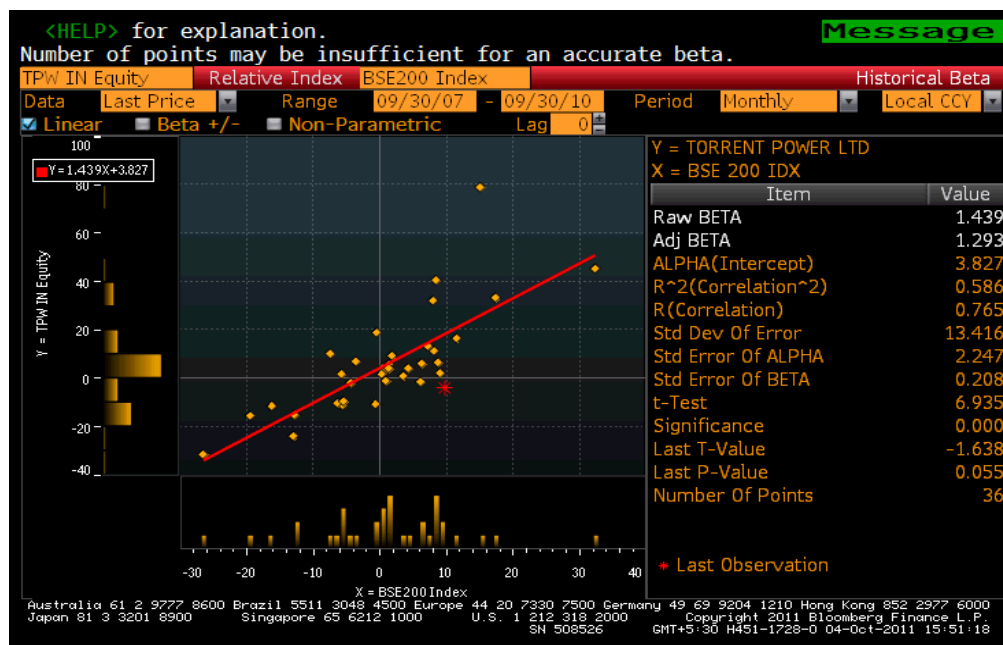 <HELP> for explanation.
Message
Number of points may be insufficient for an accurate beta.
TPW IN Equity Relative Index BSE200 Index Historical Beta
Data Last Price Range 09/30/07 - 09/30/10 Period Monthly Local CCY
Linear Beta +/- Non-Parametric Lag 0
Y = TORRENT POWER LTD
X = BSE 200 IDX
Item Value
Raw BETA 1.439
Adj BETA 1.293
ALPHA(Intercept) 3.827
R^2(Correlation^2) 0.586
R(Correlation) 0.765
Std Dev Of Error 13.416
Std Error Of ALPHA 2.247
Std Error Of BETA 0.208
t-Test 6.935
Significance 0.000
Last T-Value -1.638
Last P-Value 0.055
Number Of Points 36
* Last Observation
Y=1.439X+3.827
Y = TPW IN Equity
100
80
60
40
20
0
-20
-40
-30 -20 -10 0 10 20 30 40
X = BSE200 Index
Australia 61 2 9777 8600 Brazil 5511 3048 4500 Europe 44 20 7330 7500 Germany 49 69 9204 1210 Hong Kong 852 2977 6000
Japan 81 3 3201 8900 Singapore 65 6212 1000 U.S. 1 212 318 2000 Copyright 2011 Bloomberg Finance L.P.
SN 508526 GMT+5:30 H451-1728-0 04-Oct-2011 15:51:18